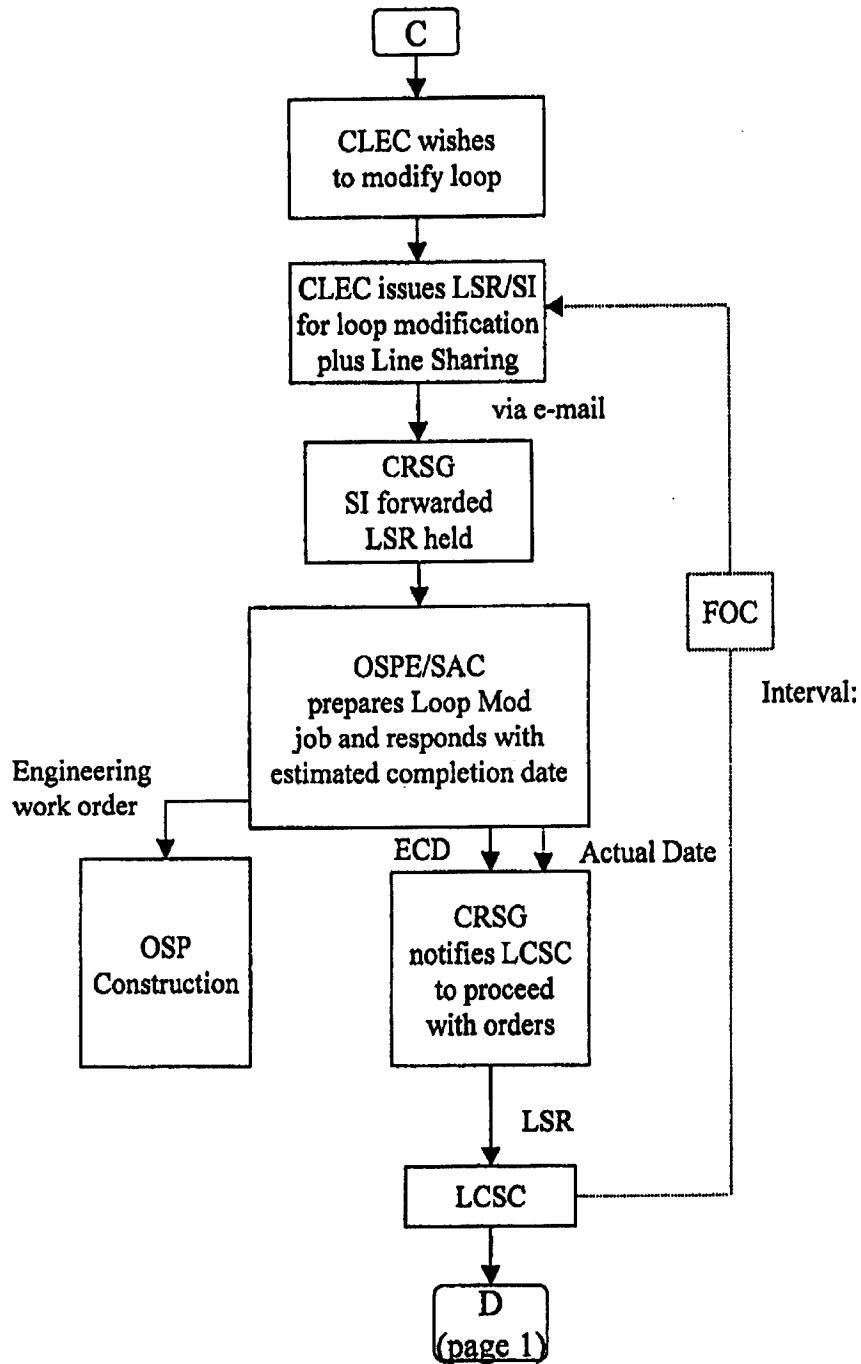 C
CLEC wishes
to modify loop
CLEC issues LSR/SI
for loop modification
plus Line Sharing
via e-mail
CRSG
SI forwarded
LSR held
FOC
Interval:
OSPE/SAC
prepares Loop Mod
job and responds with
estimated completion date
Engineering
work order
ECD
Actual Date
OSP
Construction
CRSG
notifies LCSC
to proceed
with orders
LSR
LCSC
D
(page 1)